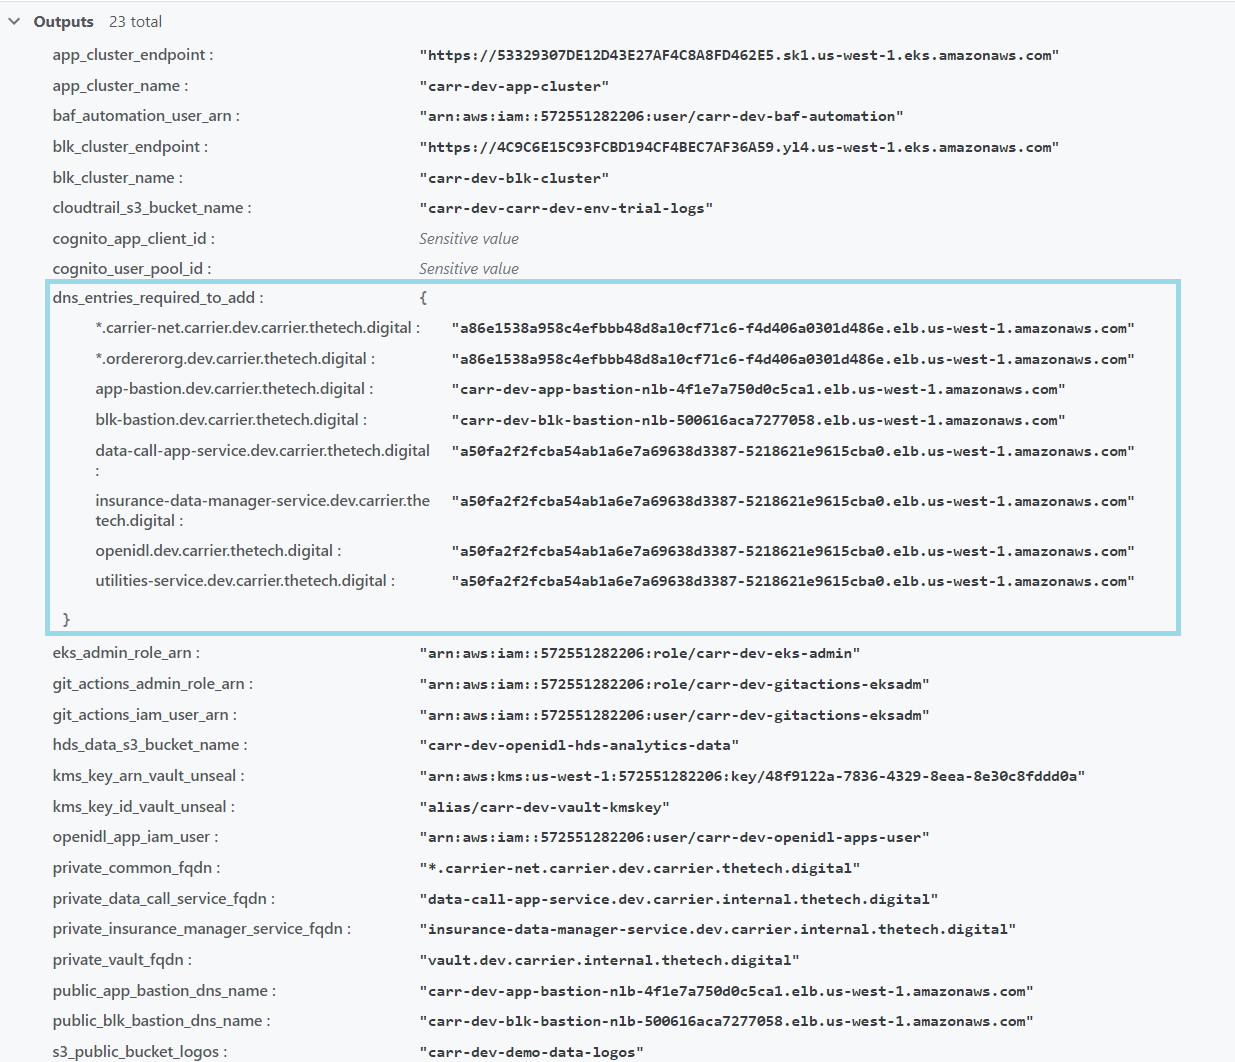 Outputs 23 total
app_cluster_endpoint : "https://53329307DE12D43E27AF4C8A8FD462E5.sk1.us-west-1.eks.amazonaws.com"
app_cluster_name : "carr-dev-app-cluster"
baf_automation_user_arn : "arn:aws:iam::572551282206:user/carr-dev-baf-automation"
blk_cluster_endpoint : "https://4C9C6E15C93FCBD194CF4BEC7AF36A59.yl4.us-west-1.eks.amazonaws.com"
blk_cluster_name : "carr-dev-blk-cluster"
cloudtrail_s3_bucket_name : "carr-dev-carr-dev-env-trial-logs"
cognito_app_client_id : Sensitive value
cognito_user_pool_id : Sensitive value
dns_entries_required_to_add : {
*.carrier-net.carrier.dev.carrier.thetech.digital : "a86e1538a958c4efbbb48d8a10cf71c6-f4d406a0301d486e.elb.us-west-1.amazonaws.com"
*.ordererorg.dev.carrier.thetech.digital : "a86e1538a958c4efbbb48d8a10cf71c6-f4d406a0301d486e.elb.us-west-1.amazonaws.com"
app-bastion.dev.carrier.thetech.digital : "carr-dev-app-bastion-nlb-4f1e7a750d0c5ca1.elb.us-west-1.amazonaws.com"
blk-bastion.dev.carrier.thetech.digital : "carr-dev-blk-bastion-nlb-500616aca7277058.elb.us-west-1.amazonaws.com"
data-call-app-service.dev.carrier.thetech.digital "a50fa2f2fcba54ab1a6e7a69638d3387-5218621e9615cba0.elb.us-west-1.amazonaws.com"
:
insurance-data-manager-service.dev.carrier.the "a50fa2f2fcba54ab1a6e7a69638d3387-5218621e9615cba0.elb.us-west-1.amazonaws.com"
tech.digital :
openidl.dev.carrier.thetech.digital : "a50fa2f2fcba54ab1a6e7a69638d3387-5218621e9615cba0.elb.us-west-1.amazonaws.com"
utilities-service.dev.carrier.thetech.digital : "a50fa2f2fcba54ab1a6e7a69638d3387-5218621e9615cba0.elb.us-west-1.amazonaws.com"
}
eks_admin_role_arn : "arn:aws:iam::572551282206:role/carr-dev-eks-admin"
git_actions_admin_role_arn : "arn:aws:iam::572551282206:role/carr-dev-gitactions-eksadm"
git_actions_iam_user_arn : "arn:aws:iam::572551282206:user/carr-dev-gitactions-eksadm"
hds_data_s3_bucket_name : "carr-dev-openidl-hds-analytics-data"
kms_key_arn_vault_unseal : "arn:aws:kms:us-west-1:572551282206:key/48f9122a-7836-4329-8eea-8e30c8fddd0a"
kms_key_id_vault_unseal : "alias/carr-dev-vault-kmskey"
openidl_app_iam_user : "arn:aws:iam::572551282206:user/carr-dev-openidl-apps-user"
private_common_fqdn : "*.carrier-net.carrier.dev.carrier.thetech.digital"
private_data_call_service_fqdn : "data-call-app-service.dev.carrier.internal.thetech.digital"
private_insurance_manager_service_fqdn : "insurance-data-manager-service.dev.carrier.internal.thetech.digital"
private_vault_fqdn : "vault.dev.carrier.internal.thetech.digital"
public_app_bastion_dns_name : "carr-dev-app-bastion-nlb-4f1e7a750d0c5ca1.elb.us-west-1.amazonaws.com"
public_blk_bastion_dns_name : "carr-dev-blk-bastion-nlb-500616aca7277058.elb.us-west-1.amazonaws.com"
s3_public_bucket_logos : "carr-dev-demo-data-logos"